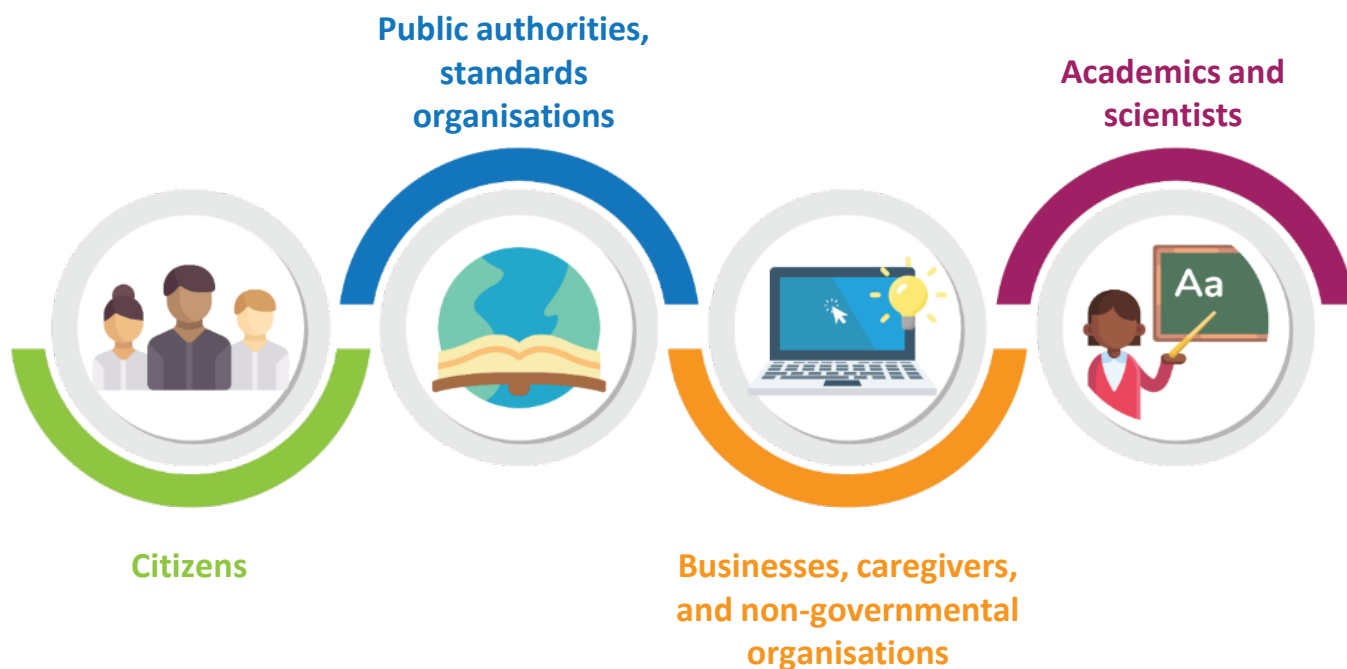 Public authorities,
standards
organisations
Academics and
scientists
Aa
Citizens
Businesses, caregivers,
and non-governmental
organisations